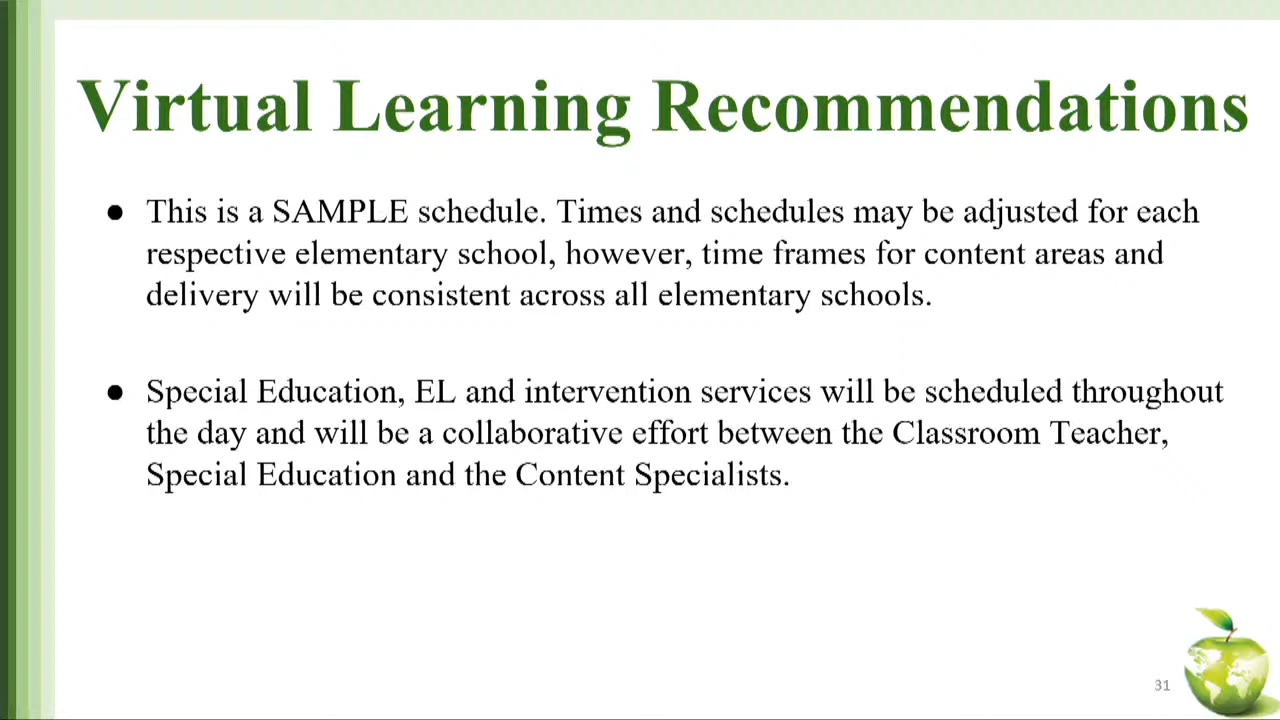 Virtual Learning Recommendations
● This is a SAMPLE schedule. Times and schedules may be adjusted for each
respective elementary school, however, time frames for content areas and
delivery will be consistent across all elementary schools.
● Special Education, EL and intervention services will be scheduled throughout
the day and will be a collaborative effort between the Classroom Teacher,
Special Education and the Content Specialists.
31